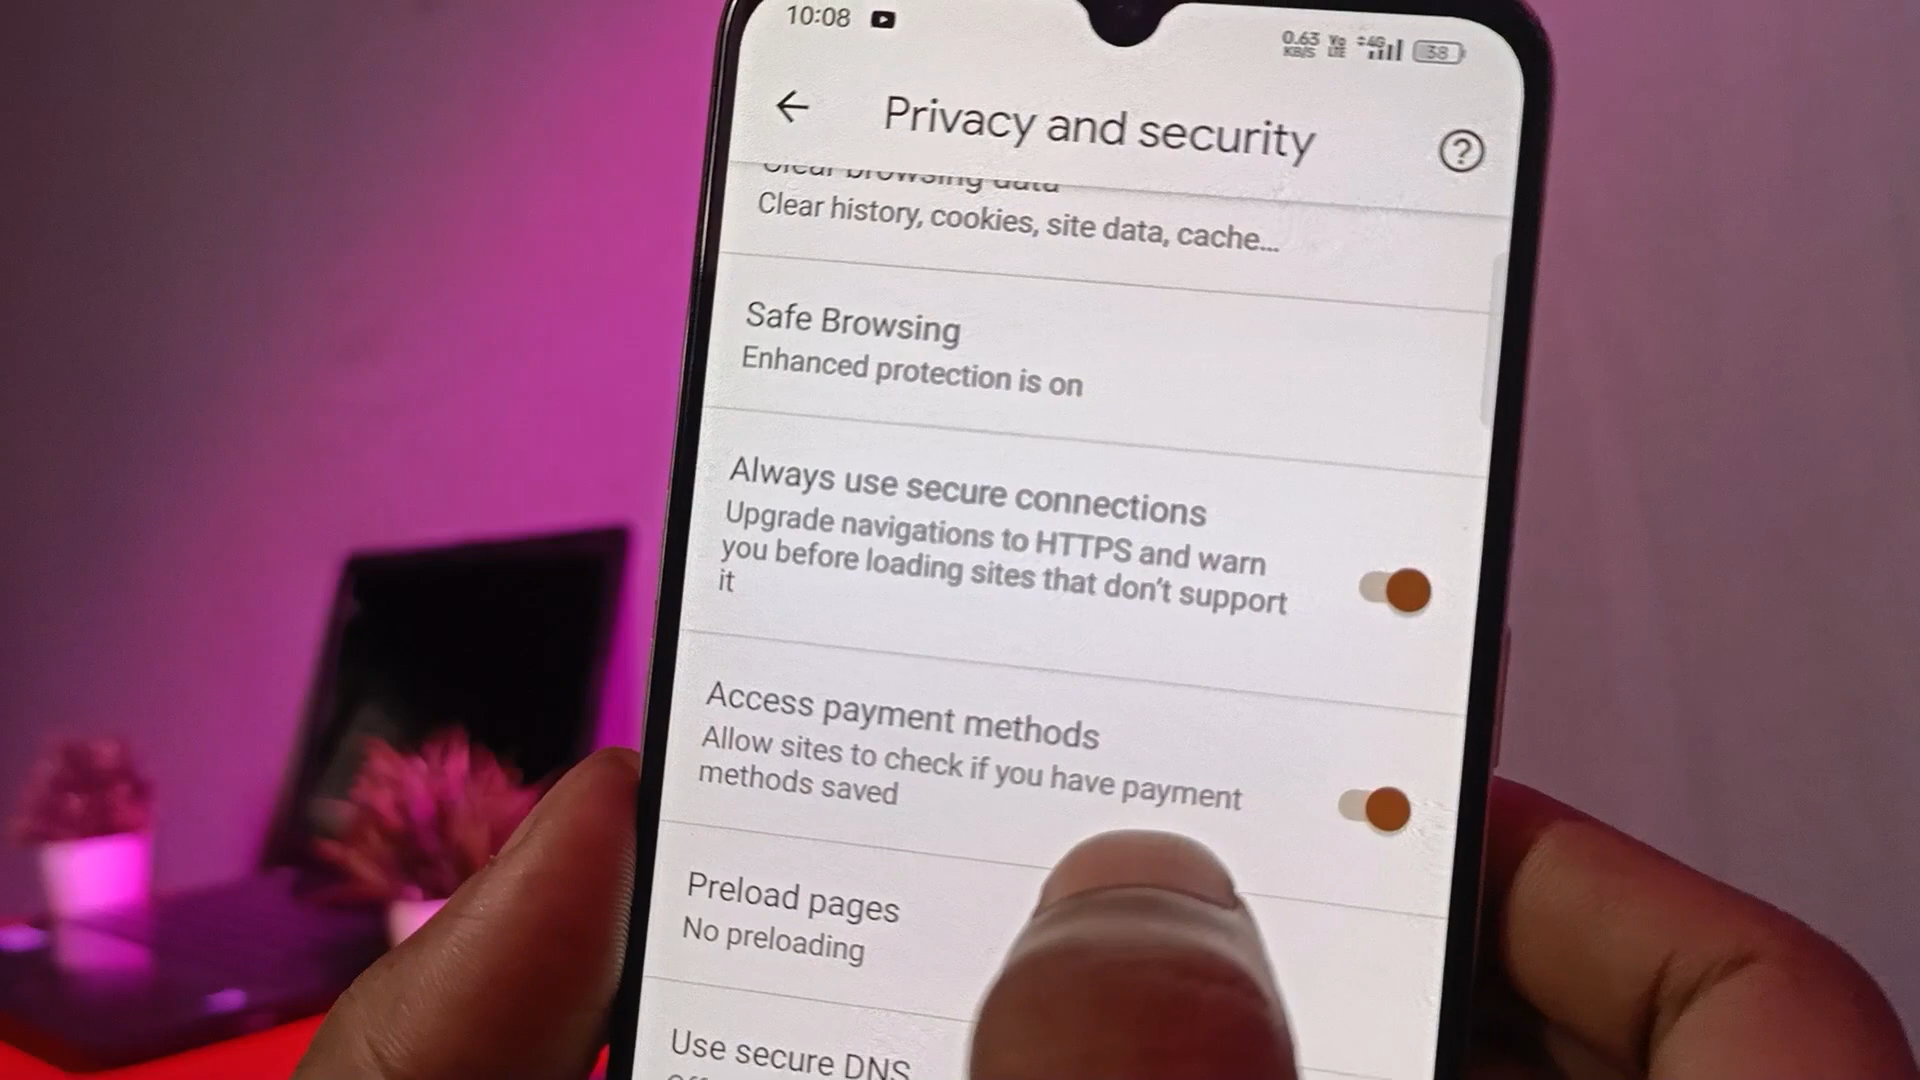 10:08
0.63 KB/S Vo LTE 4G 38
Privacy and security
Clear browsing data
Clear history, cookies, site data, cache...
Safe Browsing
Enhanced protection is on
Always use secure connections
Upgrade navigations to HTTPS and warn
you before loading sites that don't support
it
Access payment methods
Allow sites to check if you have payment
methods saved
Preload pages
No preloading
Use secure DNS